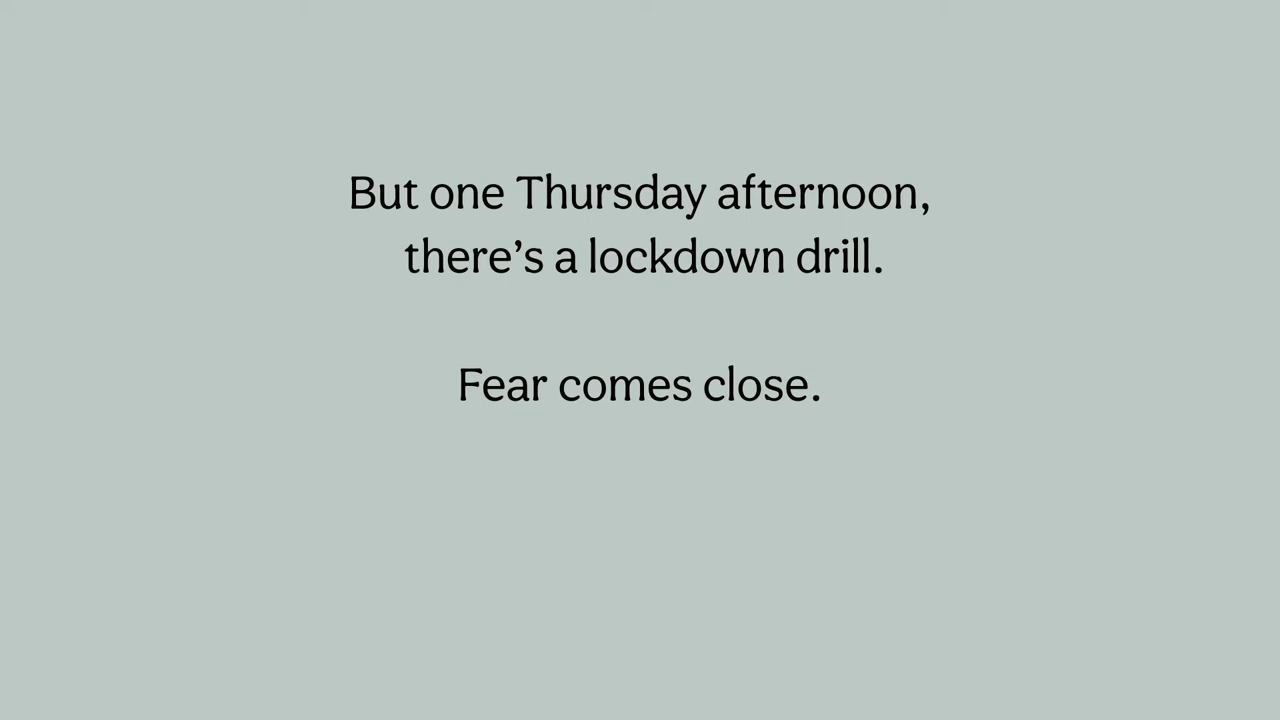 But one Thursday afternoon,
there’s a lockdown drill.
Fear comes close.